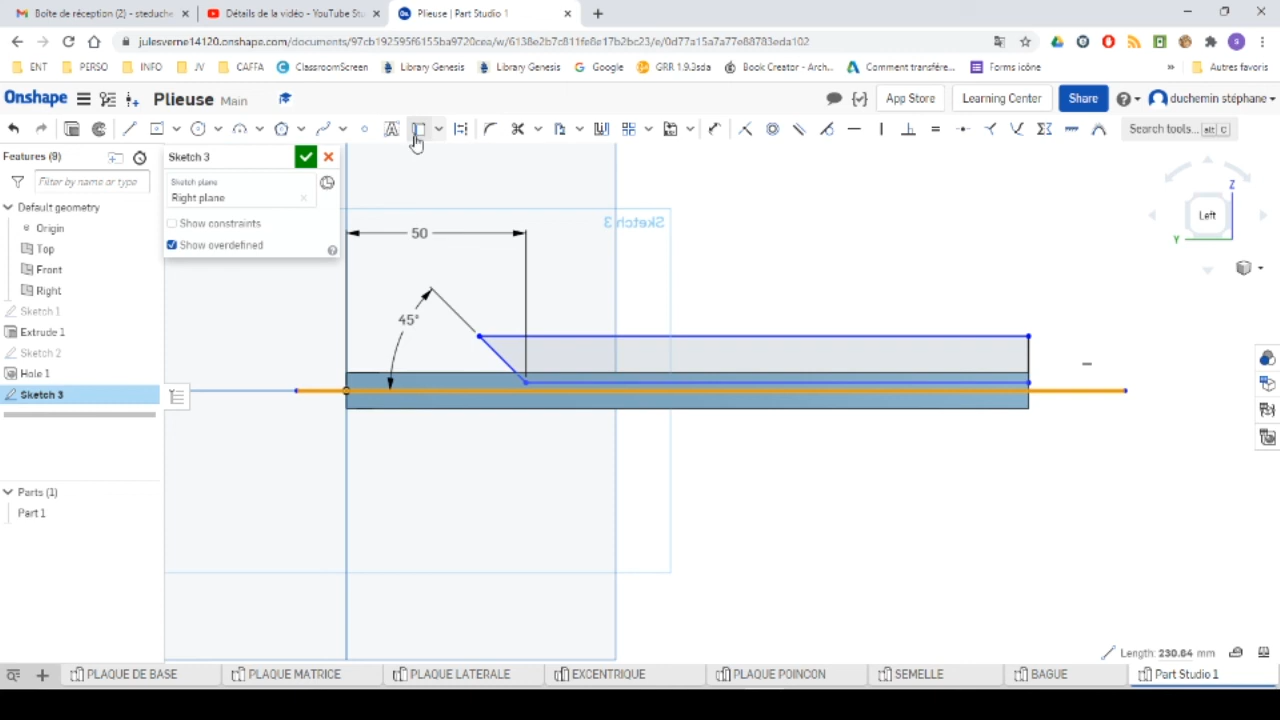 Boîte de réception (2) - steduche
Détails de la vidéo - YouTube Stu
Plieuse | Part Studio 1
julesverne14120.onshape.com/documents/97cb192595f6155ba9720cea/w/6138e2b7c811fe8e17b2bc23/e/0d77a15a7a77e88783eda102
ENT PERSO INFO JV CAFFA ClassroomScreen Library Genesis Library Genesis Google GRR 1.9.3sda Book Creator - Arch... Comment transfére... Forms icône » Autres favoris
Onshape Plieuse Main App Store Learning Center Share duchemin stéphane
Search tools... alt C
Features (9)
Filter by name or type
Default geometry
Origin
Top
Front
Right
Sketch 1
Extrude 1
Sketch 2
Hole 1
Sketch 3
Parts (1)
Part 1
Sketch 3
Sketch plane
Right plane
Show constraints
Show overdefined
Sketch 3
50
45°
Z
Left
Y
Length: 230.64 mm
PLAQUE DE BASE PLAQUE MATRICE PLAQUE LATERALE EXCENTRIQUE PLAQUE POINCON SEMELLE BAGUE Part Studio 1